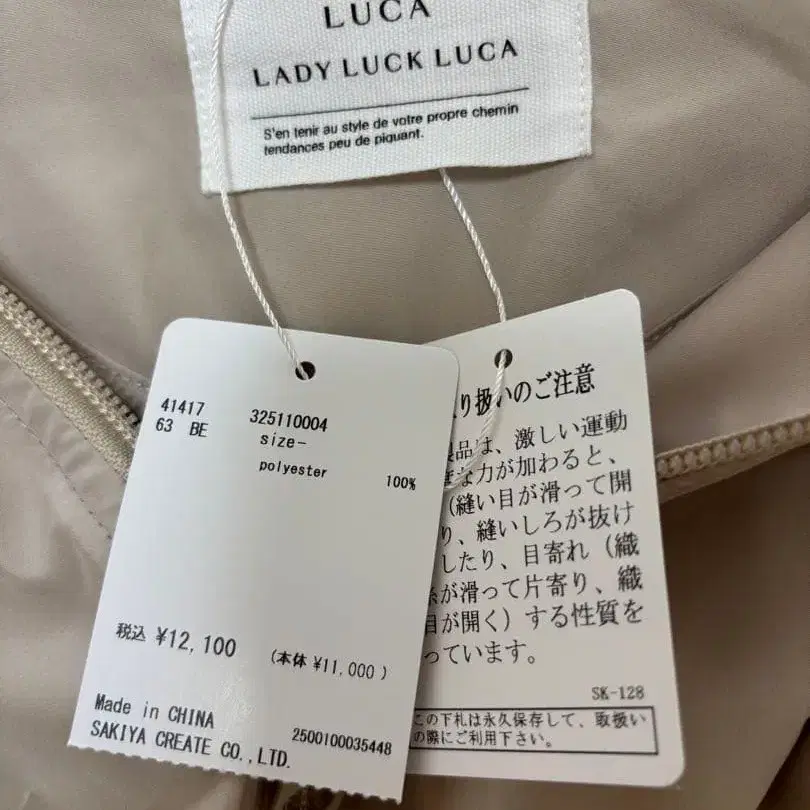 LUCA
LADY LUCK LUCA
S'en tenir au style de votre propre chemin
tendances peu de piquant.
41417
325110004
63 BE
size-
polyester
100%
税込 ¥12,100
(本体 ¥11,000 )
Made in CHINA
SAKIYA CREATE CO.,LTD.
2500100035448
り扱いのご注意
品は、激しい運動
な力が加わると、
(縫い目が滑って開
り、縫いしろが抜け
したり、目寄れ(織
が滑って片寄り、織
目が開く)する性質を
っています。
SK-128
この下札は永久保存して、取扱い
の際にご利用下さい。